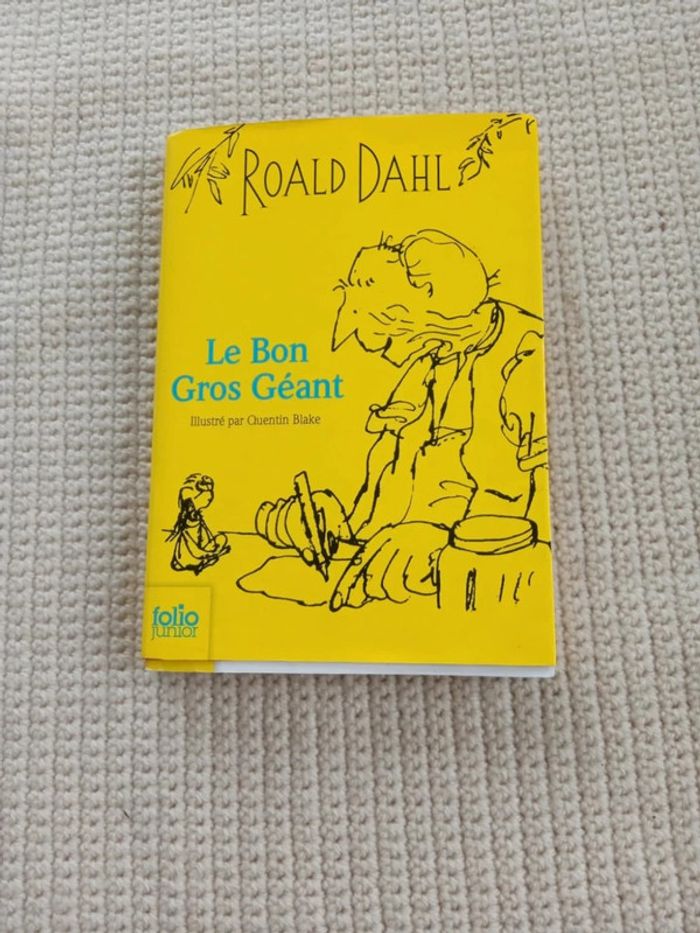 ROALD DAHL
Le Bon
Gros Géant
Illustré par Quentin Blake
folio
junior